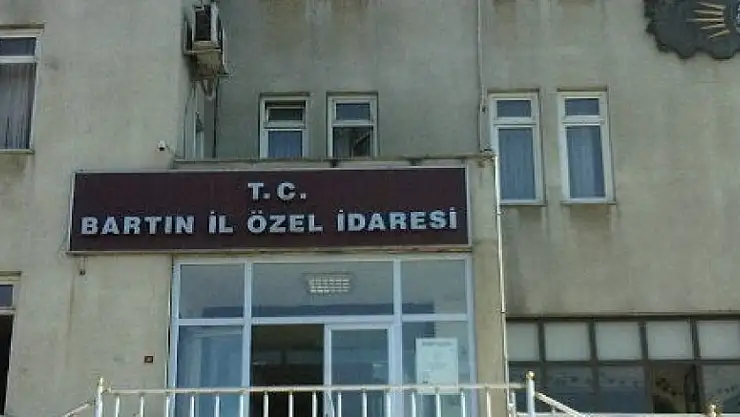 T.C.
BARTIN İL ÖZEL İDARESİ